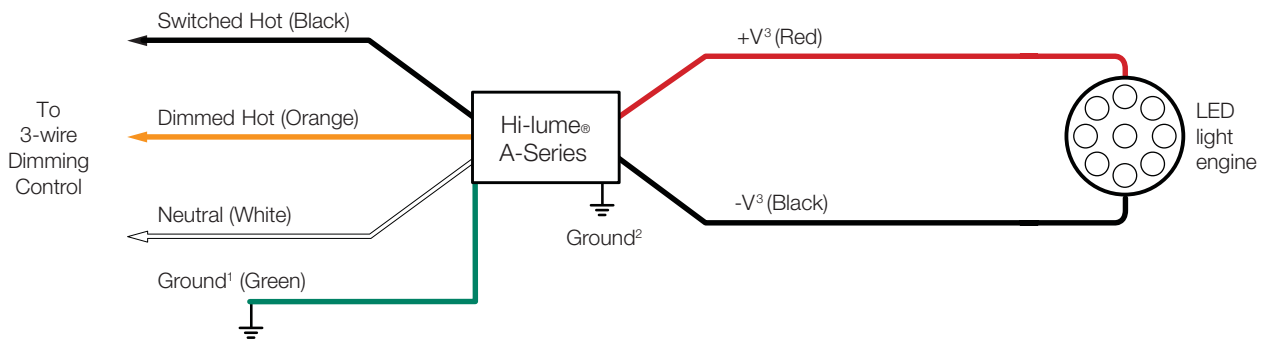 Switched Hot (Black)
+V³ (Red)
To
3-wire
Dimming
Control
Dimmed Hot (Orange)
Hi-lume®
A-Series
LED
light
engine
Neutral (White)
-V³ (Black)
Ground²
Ground¹ (Green)